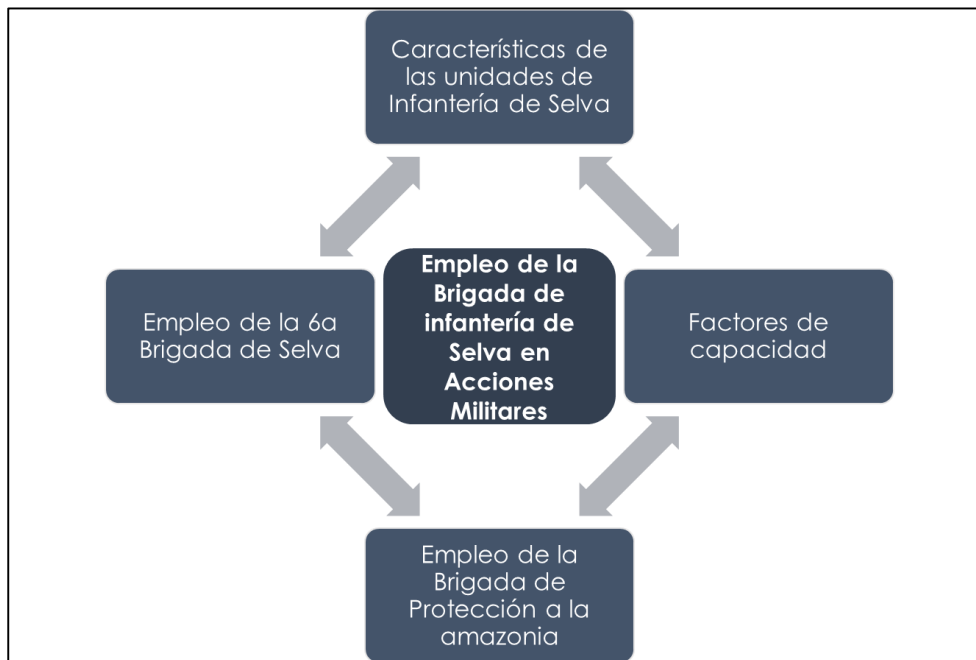 Características de
las unidades de
Infantería de Selva
Empleo de la 6a
Brigada de Selva
Empleo de la
Brigada de
infantería de
Selva en
Acciones
Militares
Factores de
capacidad
Empleo de la
Brigada de
Protección a la
amazonia